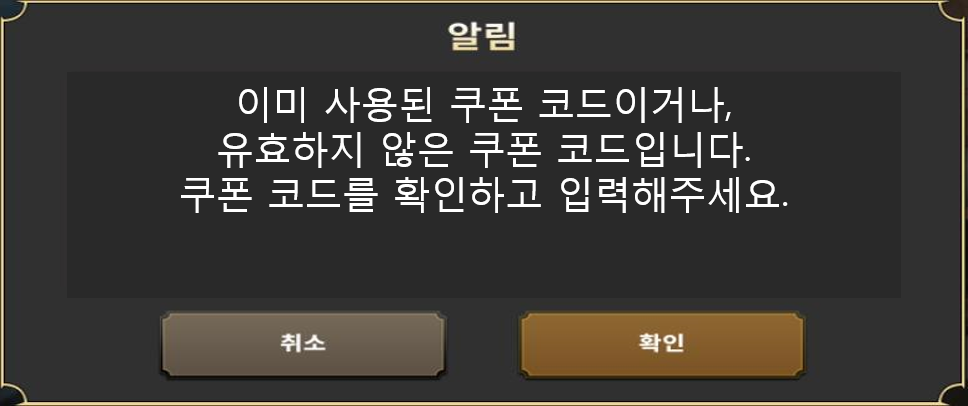 알림
이미 사용된 쿠폰 코드이거나,
유효하지 않은 쿠폰 코드입니다.
쿠폰 코드를 확인하고 입력해주세요.
취소
확인